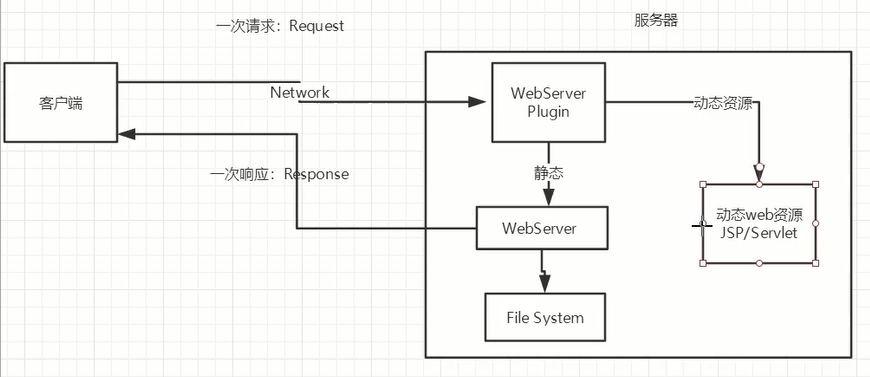 一次请求：Request
服务器
客户端
Network
WebServer
Plugin
动态资源
一次响应：Response
静态
动态web资源
JSP/Servlet
WebServer
File System